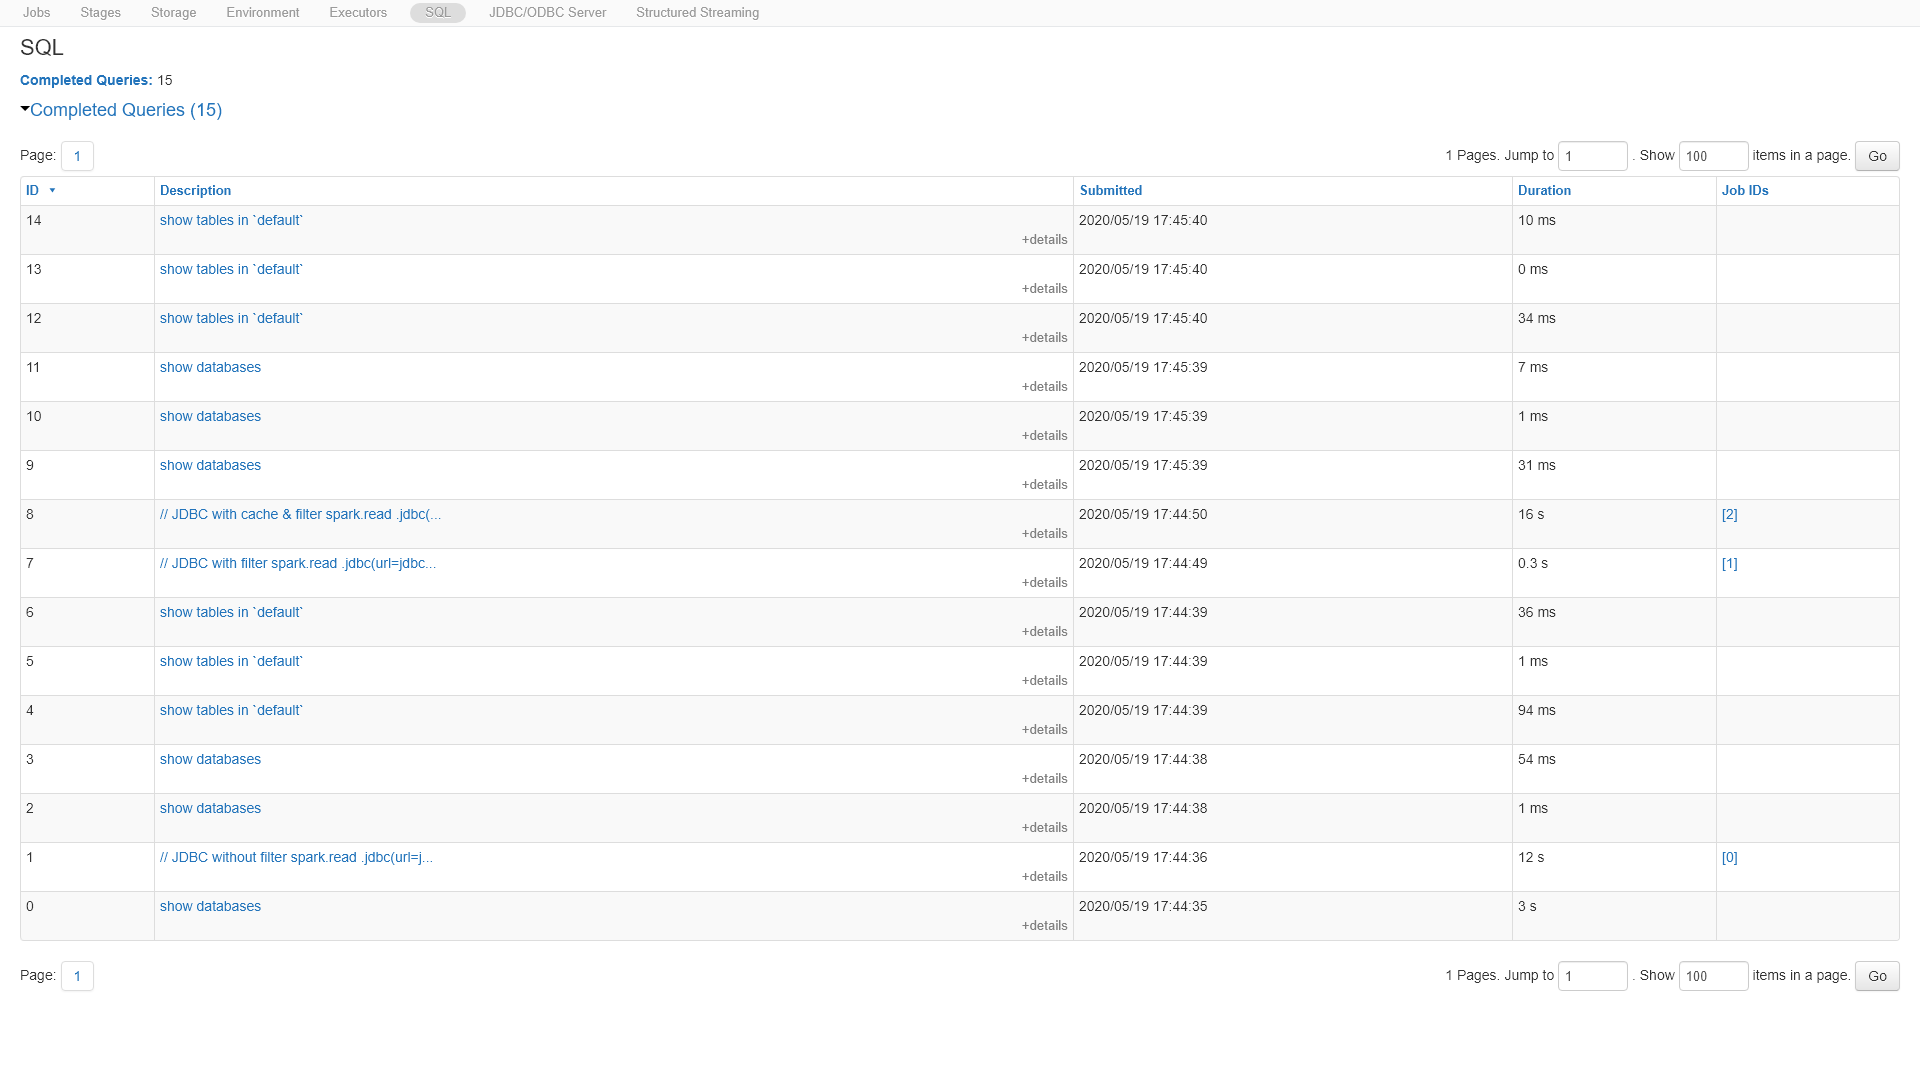 Jobs Stages Storage Environment Executors SQL JDBC/ODBC Server Structured Streaming
SQL
Completed Queries: 15
Completed Queries (15)
Page: 1 1 Pages. Jump to 1 . Show 100 items in a page. Go
ID Description Submitted Duration Job IDs
14 show tables in `default` 2020/05/19 17:45:40 10 ms
+details
13 show tables in `default` 2020/05/19 17:45:40 0 ms
+details
12 show tables in `default` 2020/05/19 17:45:40 34 ms
+details
11 show databases 2020/05/19 17:45:39 7 ms
+details
10 show databases 2020/05/19 17:45:39 1 ms
+details
9 show databases 2020/05/19 17:45:39 31 ms
+details
8 // JDBC with cache & filter spark.read .jdbc(... 2020/05/19 17:44:50 16 s [2]
+details
7 // JDBC with filter spark.read .jdbc(url=jdbc... 2020/05/19 17:44:49 0.3 s [1]
+details
6 show tables in `default` 2020/05/19 17:44:39 36 ms
+details
5 show tables in `default` 2020/05/19 17:44:39 1 ms
+details
4 show tables in `default` 2020/05/19 17:44:39 94 ms
+details
3 show databases 2020/05/19 17:44:38 54 ms
+details
2 show databases 2020/05/19 17:44:38 1 ms
+details
1 // JDBC without filter spark.read .jdbc(url=j... 2020/05/19 17:44:36 12 s [0]
+details
0 show databases 2020/05/19 17:44:35 3 s
+details
Page: 1 1 Pages. Jump to 1 . Show 100 items in a page. Go